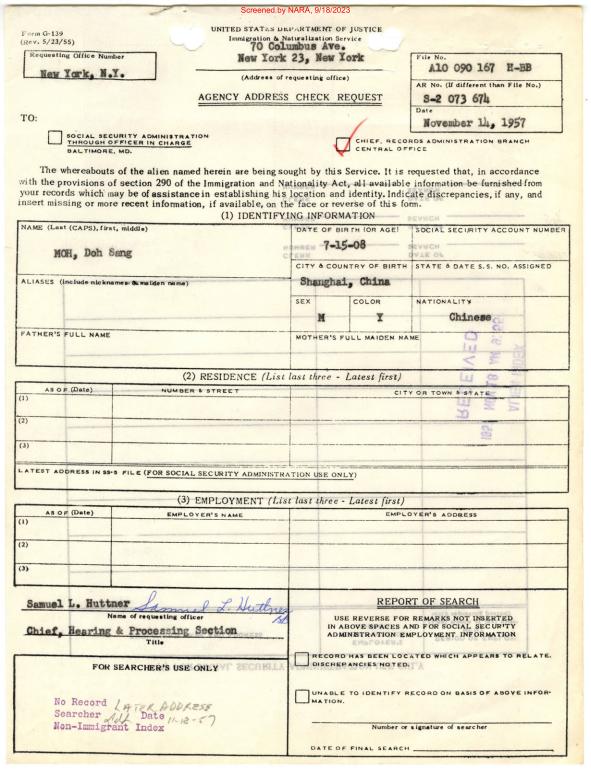 Screened by NARA, 9/18/2023
Form G-139
(Rev. 5/23/55)
UNITED STATES DEPARTMENT OF JUSTICE
Immigration & Naturalization Service
70 Columbus Ave.
New York 23, New York
(Address of requesting office)
Requesting Office Number
New York, N.Y.
File No.
A10 090 167 H-BB
AR No. (If different than File No.)
S-2 073 674
Date
November 14, 1957
AGENCY ADDRESS CHECK REQUEST
TO:
SOCIAL SECURITY ADMINISTRATION
THROUGH OFFICER IN CHARGE
BALTIMORE, MD.
CHIEF, RECORDS ADMINISTRATION BRANCH
CENTRAL OFFICE
The whereabouts of the alien named herein are being sought by this Service. It is requested that, in accordance
with the provisions of section 290 of the Immigration and Nationality Act, all available information be furnished from
your records which may be of assistance in establishing his location and identity. Indicate discrepancies, if any, and
insert missing or more recent information, if available, on the face or reverse of this form.
(1) IDENTIFYING INFORMATION
NAME (Last (CAPS), first, middle)
MOH, Doh Sang
DATE OF BIRTH (OR AGE)
7-15-08
SOCIAL SECURITY ACCOUNT NUMBER
CITY & COUNTRY OF BIRTH
Shanghai, China
STATE & DATE S.S. NO. ASSIGNED
ALIASES (include nicknames & maiden name)
SEX
M
COLOR
Y
NATIONALITY
Chinese
FATHER'S FULL NAME
MOTHER'S FULL MAIDEN NAME
(2) RESIDENCE (List last three - Latest first)
AS OF (Date)
NUMBER & STREET
CITY OR TOWN & STATE
(1)
(2)
(3)
LATEST ADDRESS IN SS-5 FILE (FOR SOCIAL SECURITY ADMINISTRATION USE ONLY)
(3) EMPLOYMENT (List last three - Latest first)
AS OF (Date)
EMPLOYER'S NAME
EMPLOYER'S ADDRESS
(1)
(2)
(3)
Samuel L. Huttner Samuel L. Huttner
Name of requesting officer
Chief, Hearing & Processing Section
Title
FOR SEARCHER'S USE ONLY
No Record LATER ADDRESS
Searcher Date 11-18-57
Non-Immigrant Index
REPORT OF SEARCH
USE REVERSE FOR REMARKS NOT INSERTED
IN ABOVE SPACES AND FOR SOCIAL SECURITY
ADMINISTRATION EMPLOYMENT INFORMATION
RECORD HAS BEEN LOCATED WHICH APPEARS TO RELATE.
DISCREPANCIES NOTED.
UNABLE TO IDENTIFY RECORD ON BASIS OF ABOVE INFOR-
MATION.
Number or signature of searcher
DATE OF FINAL SEARCH